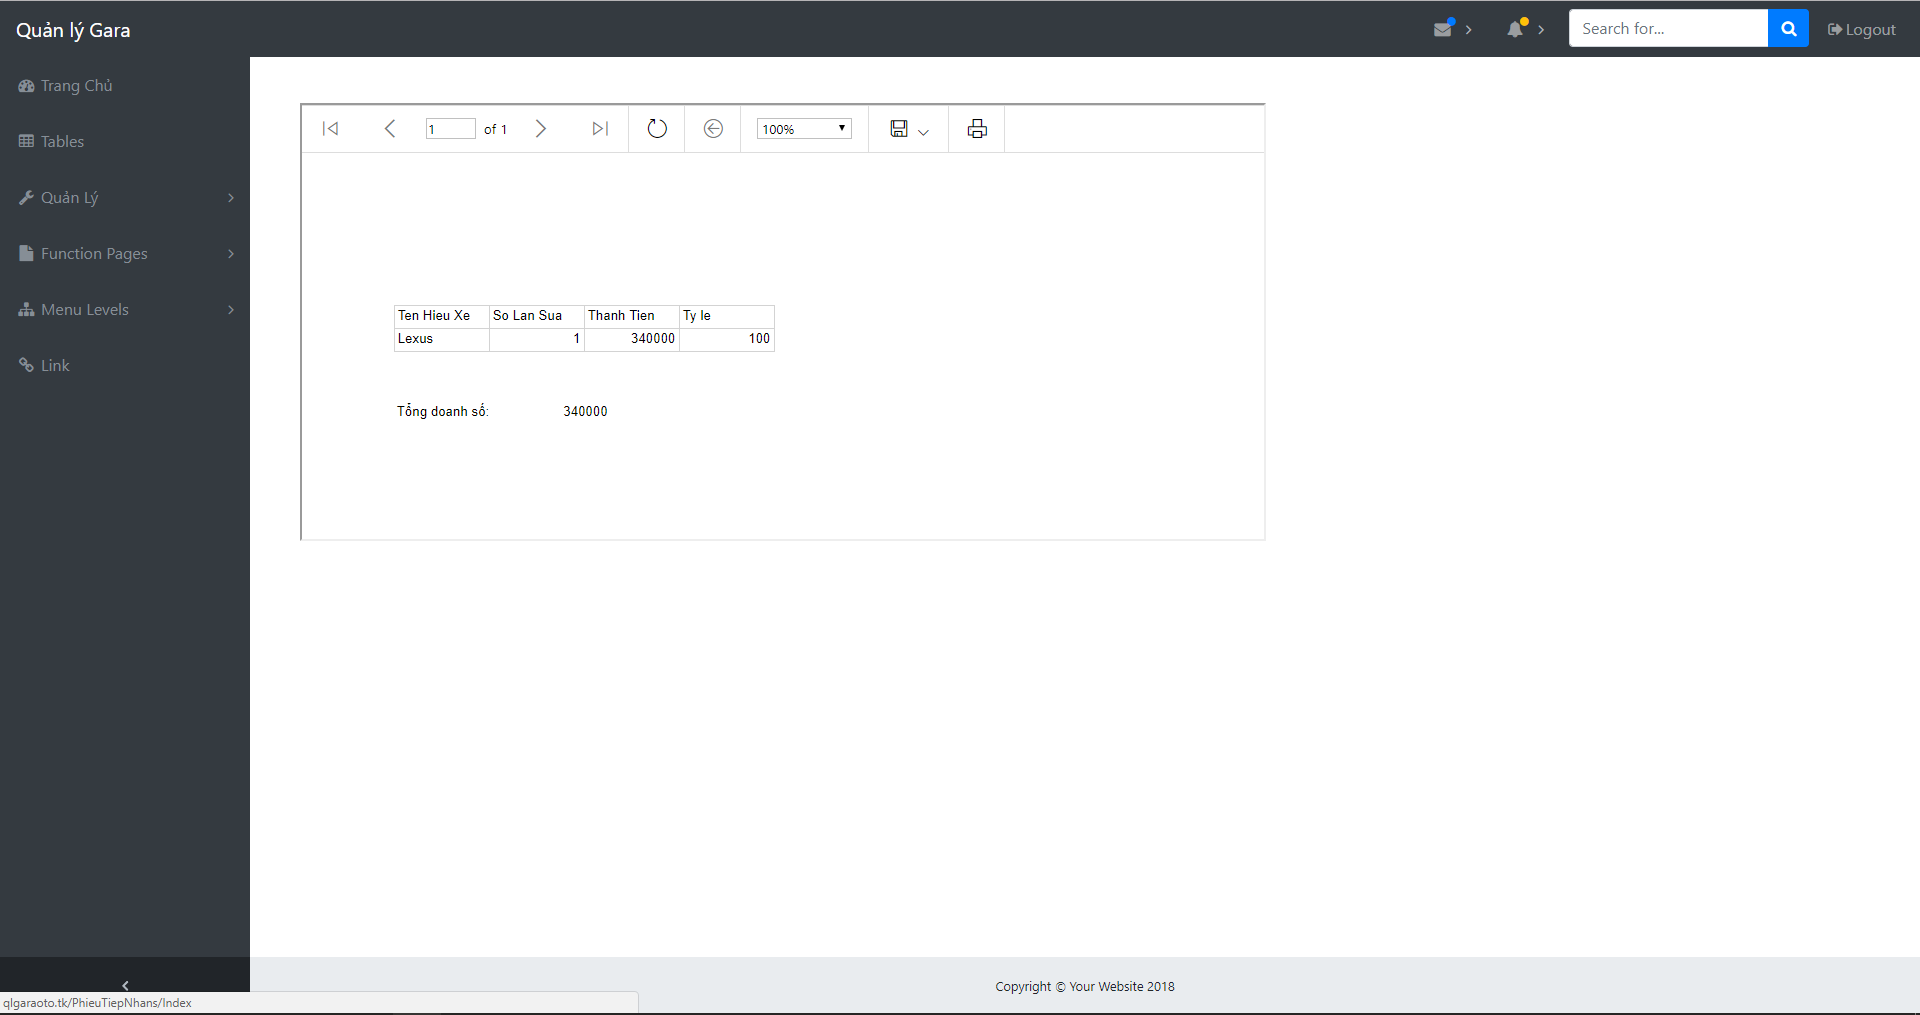 Quản lý Gara
Search for...
Logout
Trang Chủ
Tables
Quản Lý
Function Pages
Menu Levels
Link
1 of 1
100%
Ten Hieu Xe So Lan Sua Thanh Tien Ty le
Lexus 1 340000 100
Tổng doanh số: 340000
Copyright © Your Website 2018
qlgaraoto.tk/PhieuTiepNhans/Index